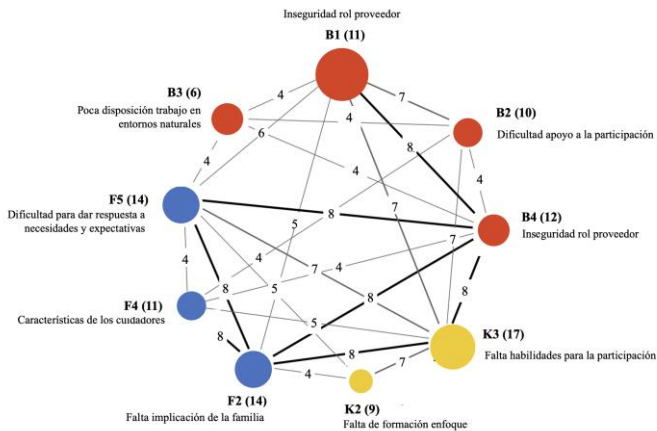 Inseguridad rol proveedor
B1 (11)
B3 (6)
Poca disposición trabajo en
entornos naturales
B2 (10)
Dificultad apoyo a la participación
F5 (14)
Dificultad para dar respuesta a
necesidades y expectativas
B4 (12)
Inseguridad rol proveedor
F4 (11)
Características de los cuidadores
K3 (17)
Falta habilidades para la participación
F2 (14)
Falta implicación de la familia
K2 (9)
Falta de formación enfoque
4
7
4
6
8
4
4
4
7
5
8
4
7
4
4
7
5
8
8
8
5
8
8
7
4